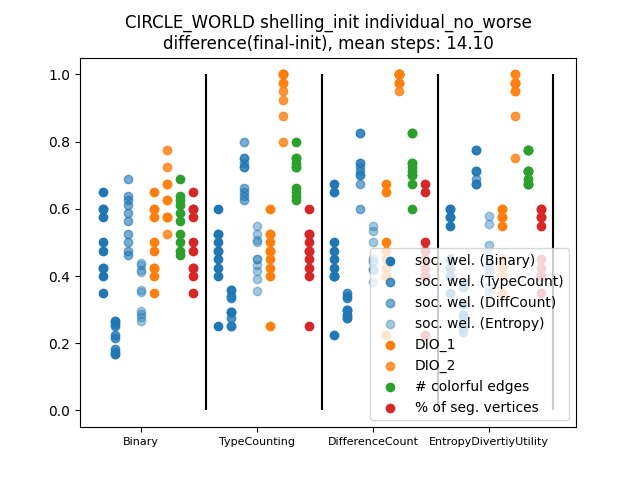 CIRCLE_WORLD shelling_init individual_no_worse
difference(final-init), mean steps: 14.10
1.0
0.8
0.6
0.4
0.2
0.0
soc. wel. (Binary)
soc. wel. (TypeCount)
soc. wel. (DiffCount)
soc. wel. (Entropy)
DIO_1
DIO_2
# colorful edges
% of seg. vertices
Binary
TypeCounting
DifferenceCount
EntropyDivertiyUtility